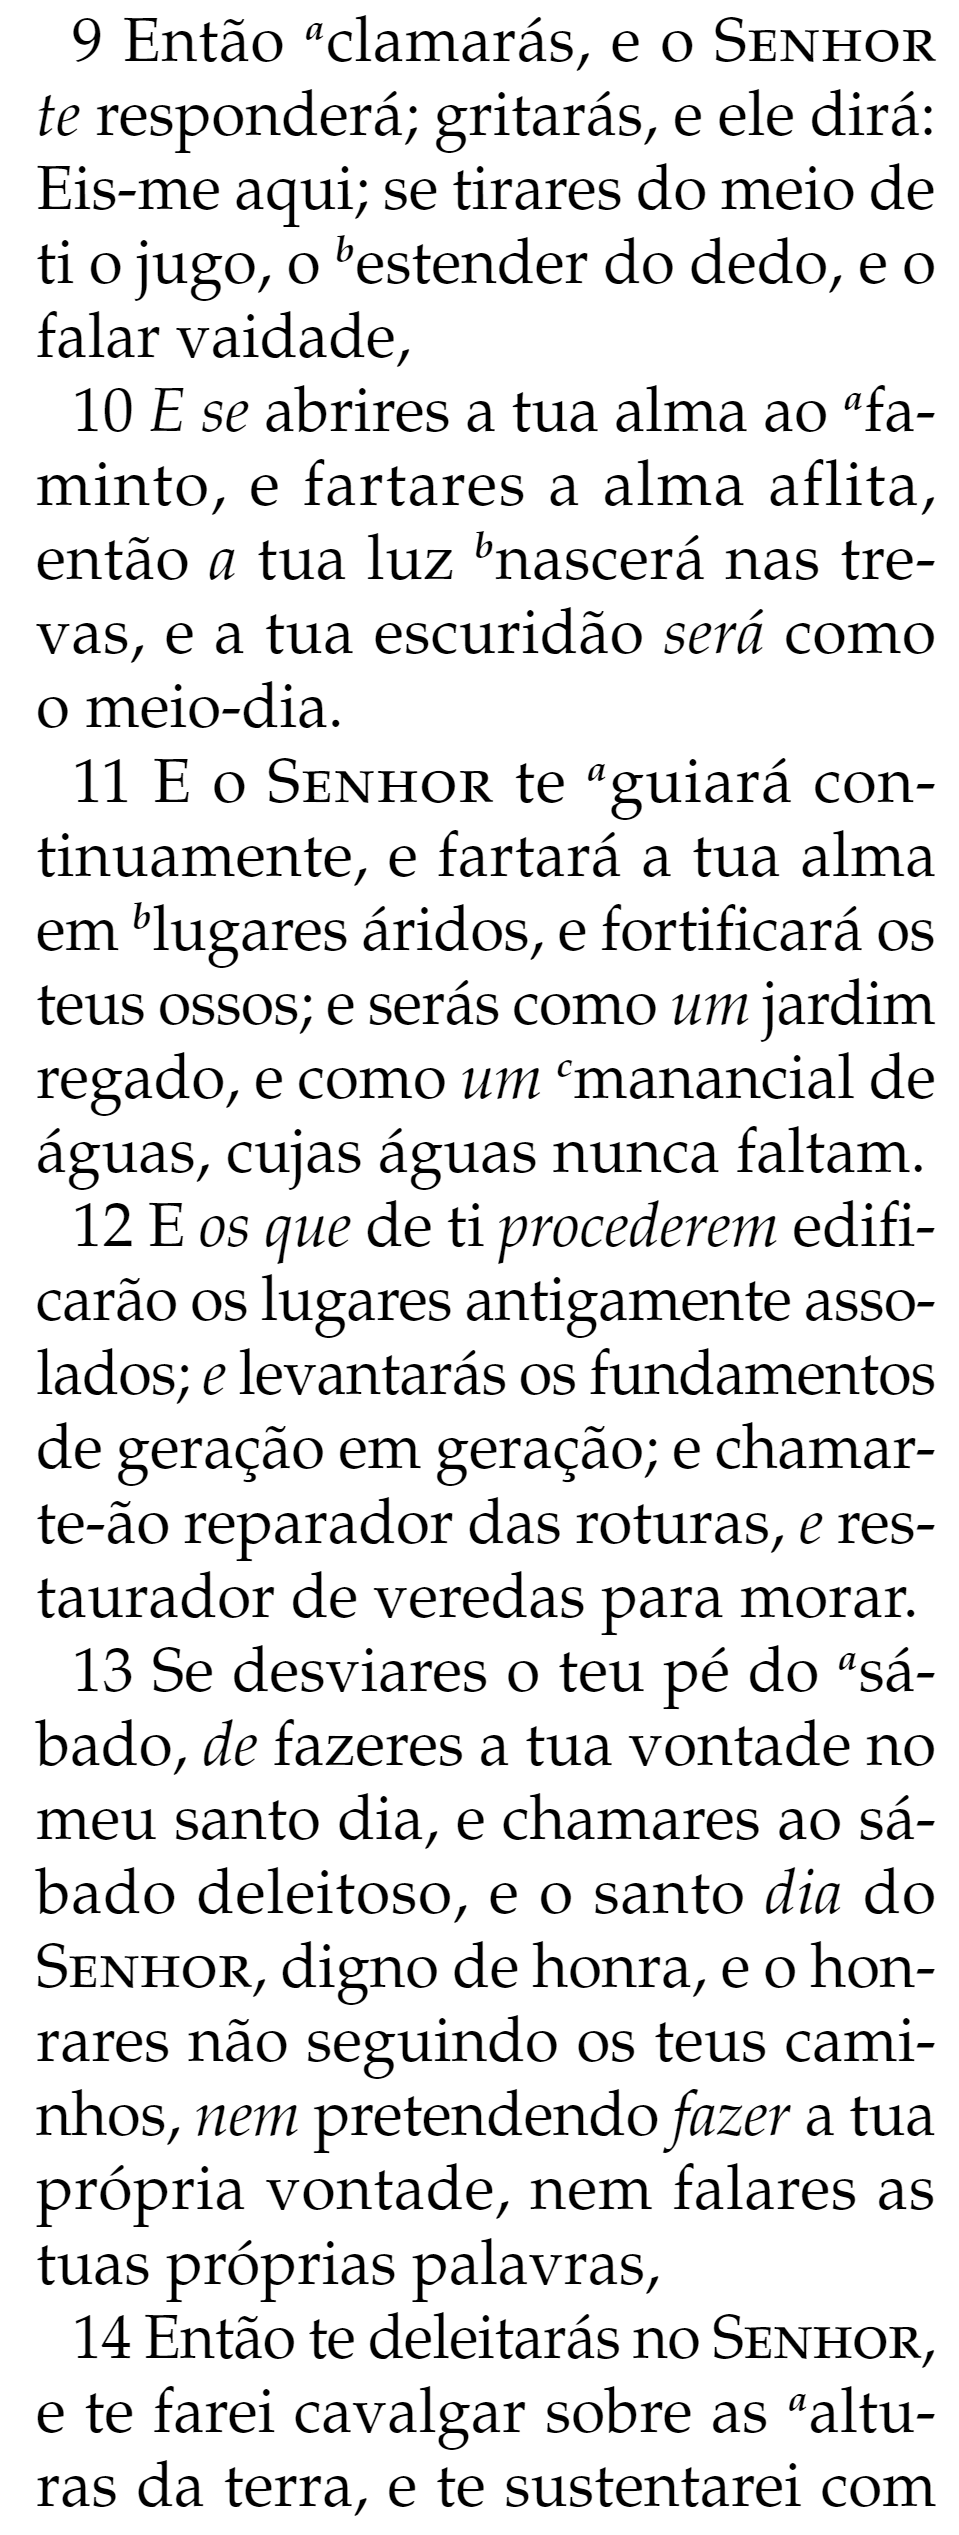 9 Então ᵃclamarás, e o SENHOR
te responderá; gritarás, e ele dirá:
Eis-me aqui; se tirares do meio de
ti o jugo, o ᵇestender do dedo, e o
falar vaidade,
10 E se abrires a tua alma ao ᵃfa-
minto, e fartares a alma aflita,
então a tua luz ᵇnascerá nas tre-
vas, e a tua escuridão será como
o meio-dia.
11 E o SENHOR te ᵃguiará con-
tinuamente, e fartará a tua alma
em ᵇlugares áridos, e fortificará os
teus ossos; e serás como um jardim
regado, e como um ᶜmanancial de
águas, cujas águas nunca faltam.
12 E os que de ti procederem edifi-
carão os lugares antigamente asso-
lados; e levantarás os fundamentos
de geração em geração; e chamar-
te-ão reparador das roturas, e res-
taurador de veredas para morar.
13 Se desviares o teu pé do ᵃsá-
bado, de fazeres a tua vontade no
meu santo dia, e chamares ao sá-
bado deleitoso, e o santo dia do
SENHOR, digno de honra, e o hon-
rares não seguindo os teus cami-
nhos, nem pretendendo fazer a tua
própria vontade, nem falares as
tuas próprias palavras,
14 Então te deleitarás no SENHOR,
e te farei cavalgar sobre as ᵃaltu-
ras da terra, e te sustentarei com